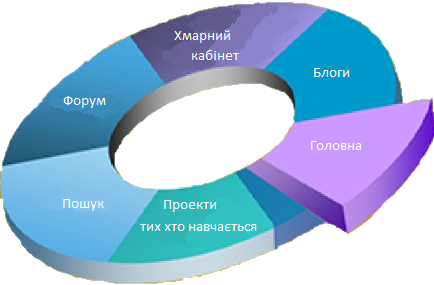 Хмарний
кабінет
Блоги
Форум
Головна
Пошук
Проекти
тих хто навчається